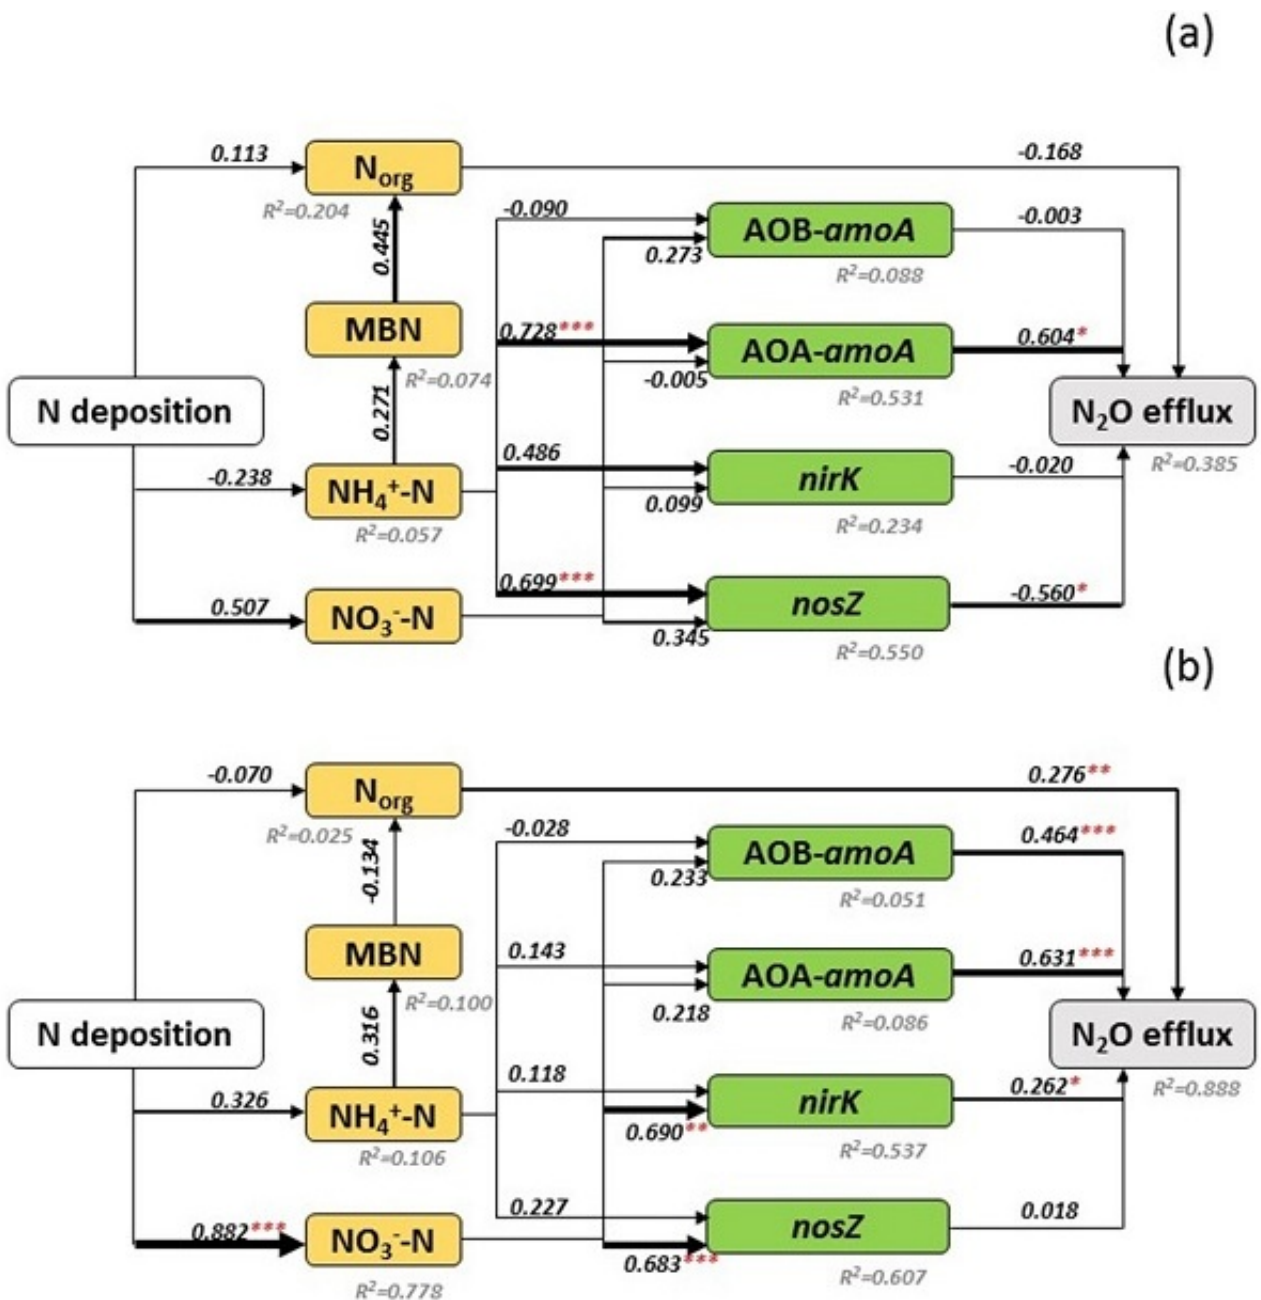 (a)
0.113
N_org
-0.168
R²=0.204
-0.090
AOB-amoA
-0.003
0.273
R²=0.088
0.445
MBN
0.728***
AOA-amoA
0.604*
R²=0.074
-0.005
R²=0.531
N deposition
0.271
N₂O efflux
R²=0.385
-0.238
NH₄⁺-N
0.486
nirK
-0.020
0.099
R²=0.057
R²=0.234
0.507
NO₃⁻-N
0.699***
nosZ
-0.560*
0.345
R²=0.550
(b)
-0.070
N_org
0.276**
R²=0.025
-0.028
AOB-amoA
0.464***
0.233
R²=0.051
-0.134
MBN
0.143
AOA-amoA
0.631***
R²=0.100
0.218
R²=0.086
N deposition
0.316
N₂O efflux
R²=0.888
0.326
NH₄⁺-N
0.118
nirK
0.262*
0.690**
R²=0.106
R²=0.537
0.882***
NO₃⁻-N
0.227
nosZ
0.018
0.683***
R²=0.778
R²=0.607